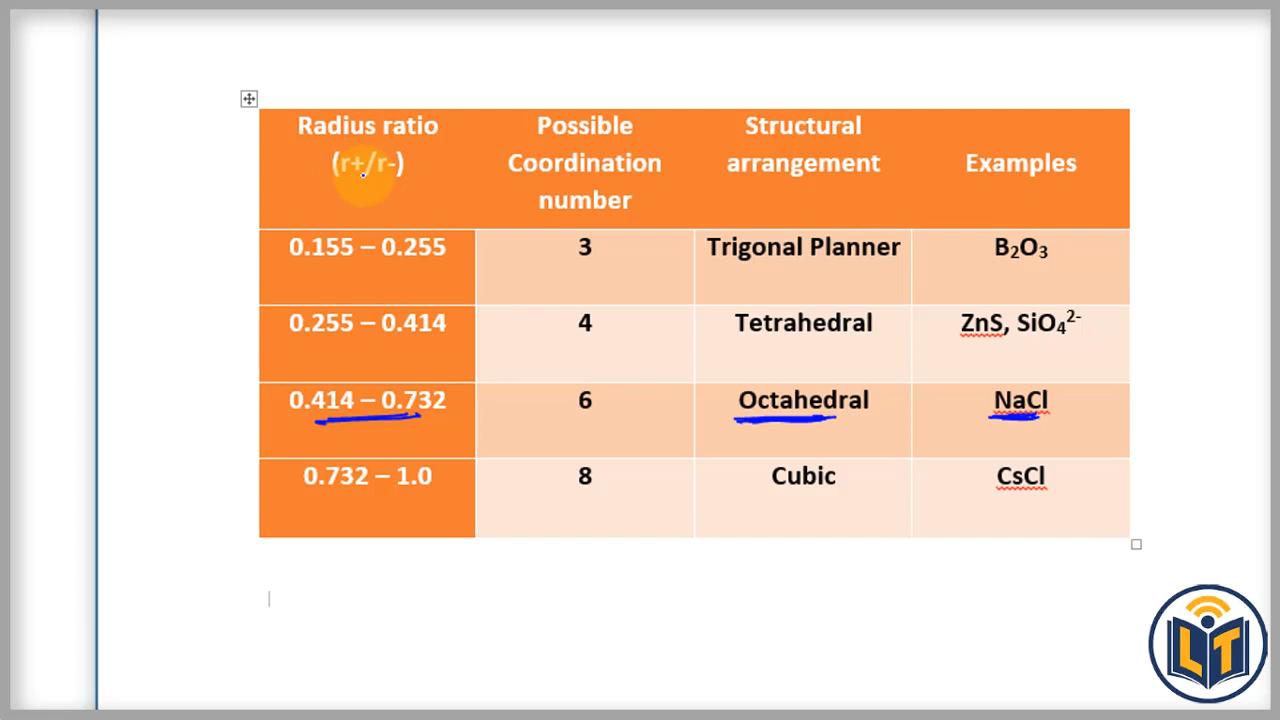 Radius ratio
(r+/r-)
Possible
Coordination
number
Structural
arrangement
Examples
0.155 – 0.255
3
Trigonal Planner
B₂O₃
0.255 – 0.414
4
Tetrahedral
ZnS, SiO₄²⁻
0.414 – 0.732
6
Octahedral
NaCl
0.732 – 1.0
8
Cubic
CsCl
LT